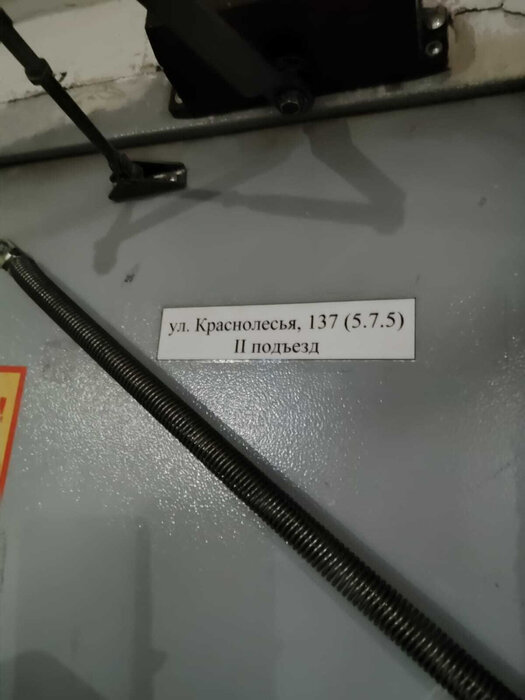 ул. Краснолесья, 137 (5.7.5)
II подъезд
!